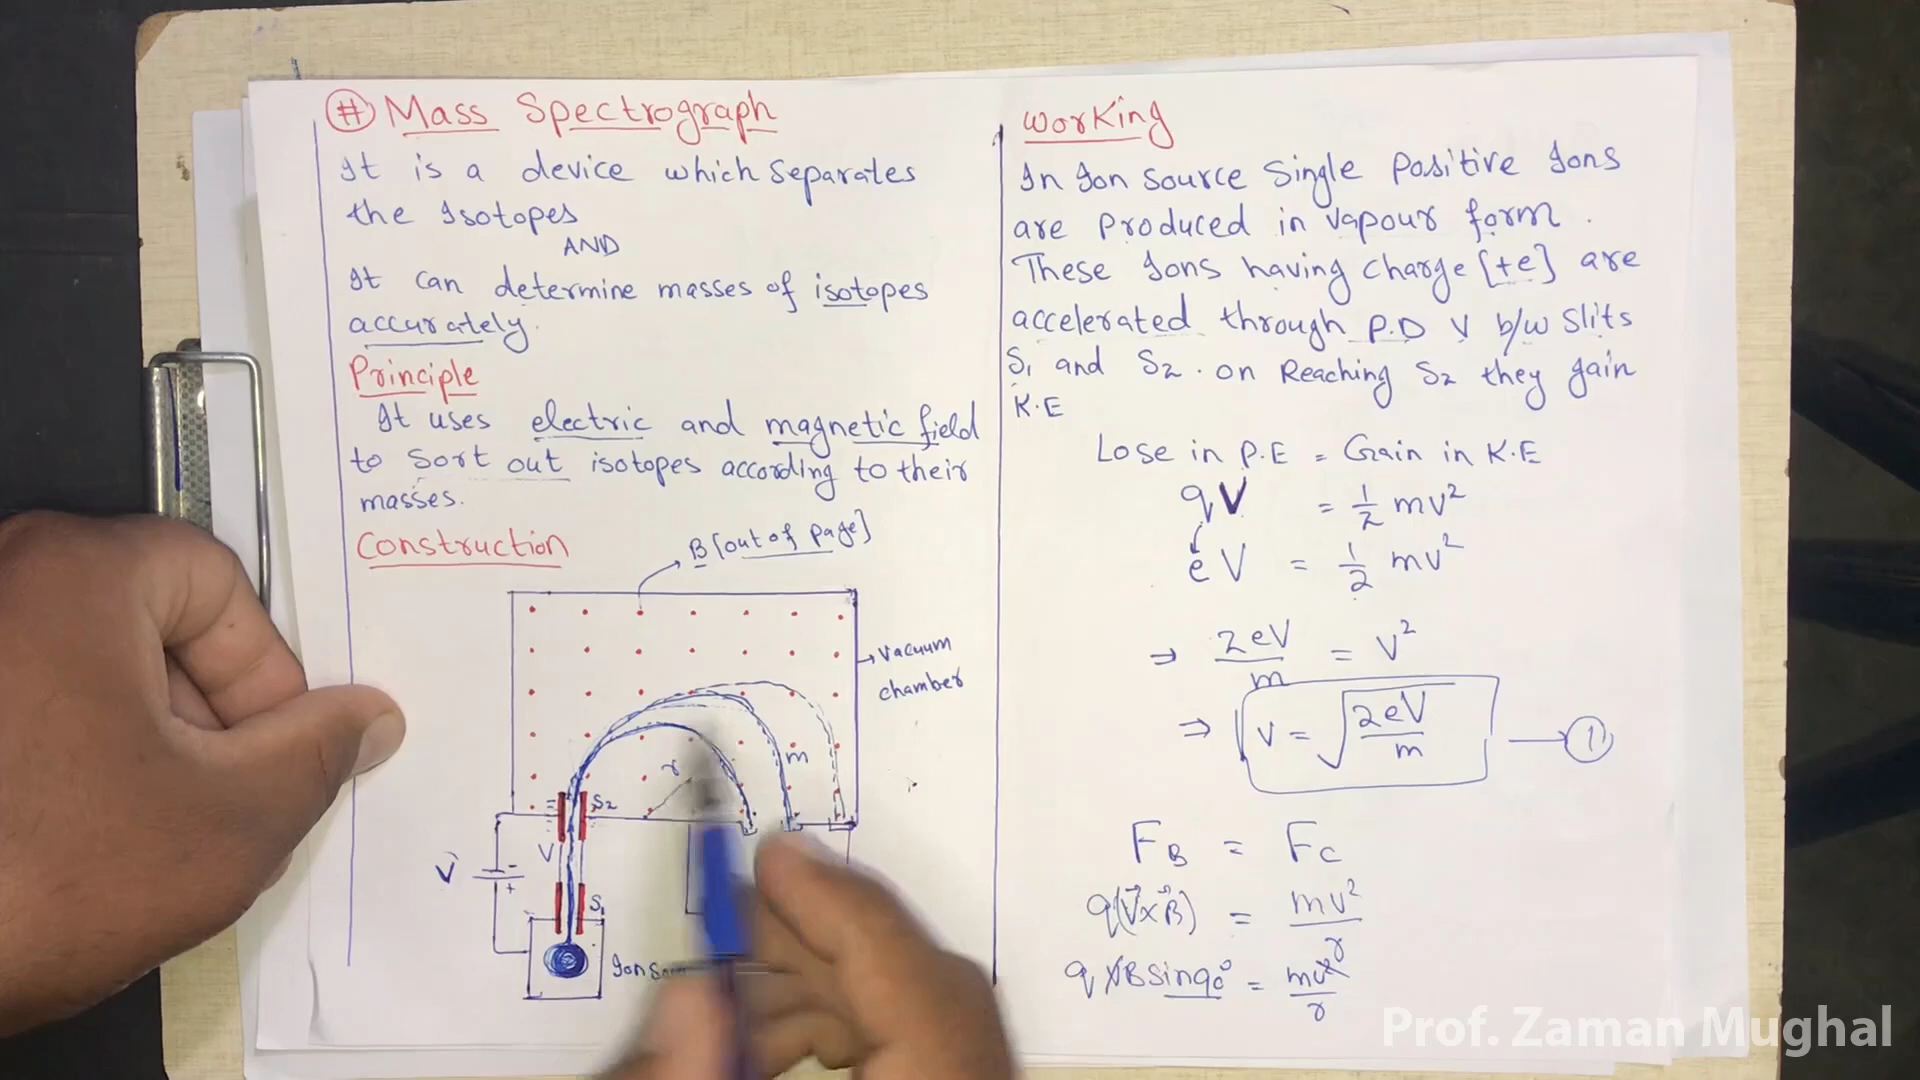 # Mass Spectrograph
It is a device which separates
the Isotopes
AND
It can determine masses of isotopes
accurately.
Principle
It uses electric and magnetic field
to sort out isotopes according to their
masses.
Construction
B [out of page]
Vacuum
chamber
m
r
S2
V
V
-
+
S1
Ion
Working
In Ion source Single Positive Ions
are produced in vapour form.
These Ions having charge [+e] are
accelerated through P.D V b/w Slits
S1 and S2. on Reaching S2 they gain
K.E
Lose in P.E = Gain in K.E
qV = 1/2 mv²
eV = 1/2 mv²
⇒ 2eV/m = v²
⇒ v = √(2eV/m) → 1
FB = FC
q(V⃗×B⃗) = mv²/r
qvBsin90° = mv²/r
Prof. Zaman Mughal